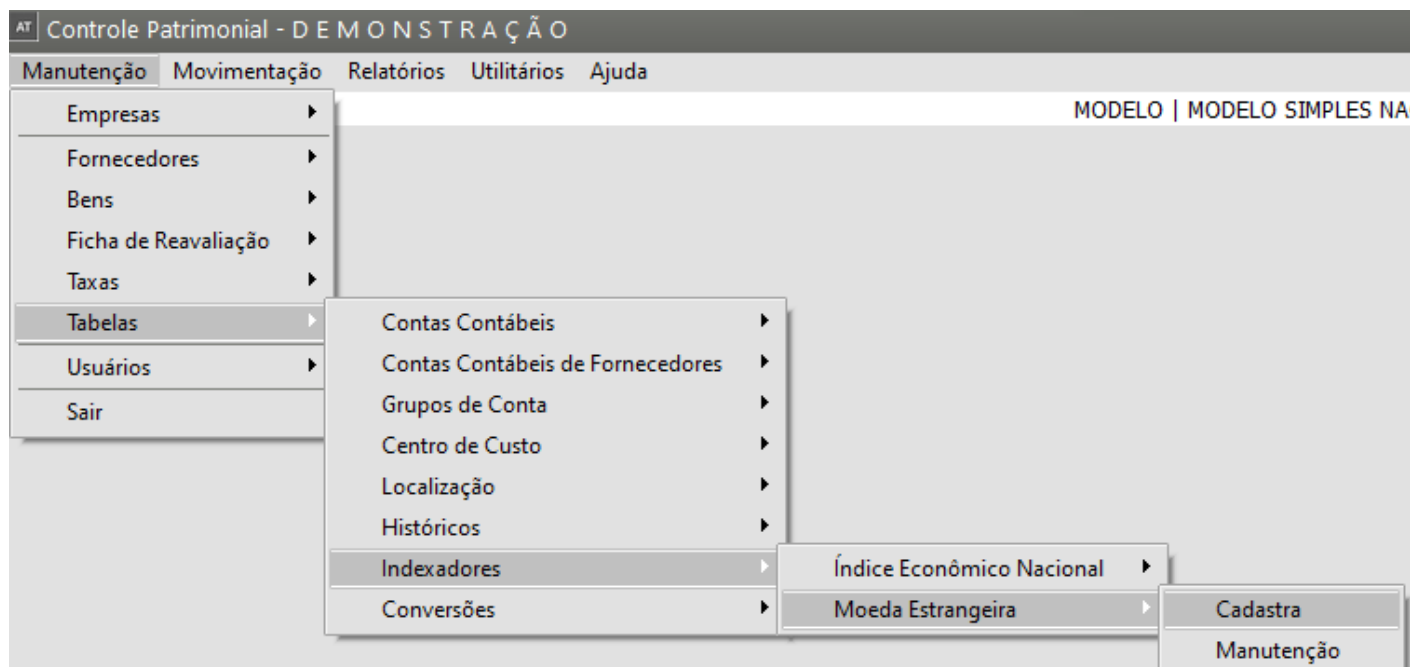 AT Controle Patrimonial - D E M O N S T R A Ç Ã O
Manutenção Movimentação Relatórios Utilitários Ajuda
MODELO | MODELO SIMPLES NA
Empresas
Fornecedores
Bens
Ficha de Reavaliação
Taxas
Tabelas
Usuários
Sair
Contas Contábeis
Contas Contábeis de Fornecedores
Grupos de Conta
Centro de Custo
Localização
Históricos
Indexadores
Conversões
Índice Econômico Nacional
Moeda Estrangeira
Cadastra
Manutenção